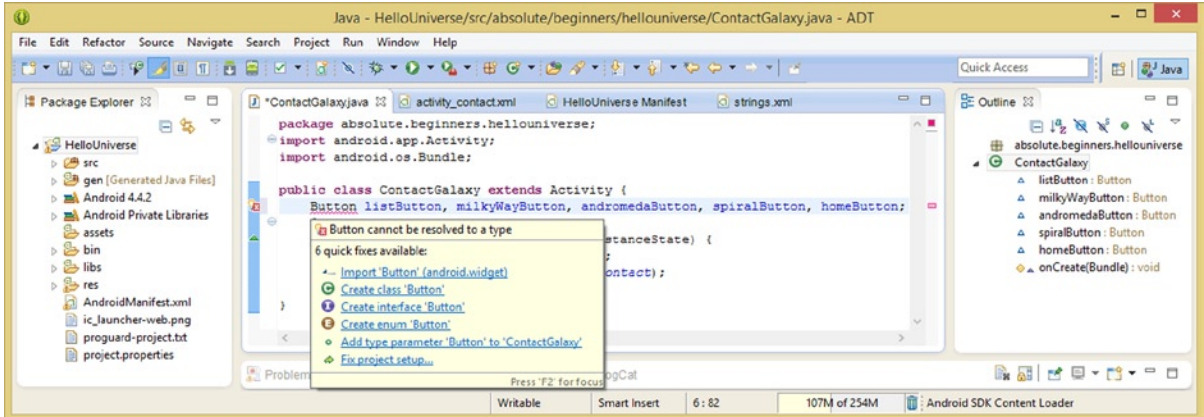 Java - HelloUniverse/src/absolute/beginners/hellouniverse/ContactGalaxy.java - ADT
File Edit Refactor Source Navigate Search Project Run Window Help
Quick Access
Java
Package Explorer
HelloUniverse
src
gen [Generated Java Files]
Android 4.4.2
Android Private Libraries
assets
bin
libs
res
AndroidManifest.xml
ic_launcher-web.png
proguard-project.txt
project.properties
*ContactGalaxy.java activity_contact.xml HelloUniverse Manifest strings.xml
package absolute.beginners.hellouniverse;
import android.app.Activity;
import android.os.Bundle;
public class ContactGalaxy extends Activity {
Button listButton, milkyWayButton, andromedaButton, spiralButton, homeButton;
stanceState) {
;
ontact);
}
Button cannot be resolved to a type
6 quick fixes available:
Import 'Button' (android.widget)
Create class 'Button'
Create interface 'Button'
Create enum 'Button'
Add type parameter 'Button' to 'ContactGalaxy'
Fix project setup...
Press 'F2' for focus
Problem
ogCat
Outline
absolute.beginners.hellouniverse
ContactGalaxy
listButton : Button
milkyWayButton : Button
andromedaButton : Button
spiralButton : Button
homeButton : Button
onCreate(Bundle) : void
Writable Smart Insert 6 : 82 107M of 254M Android SDK Content Loader